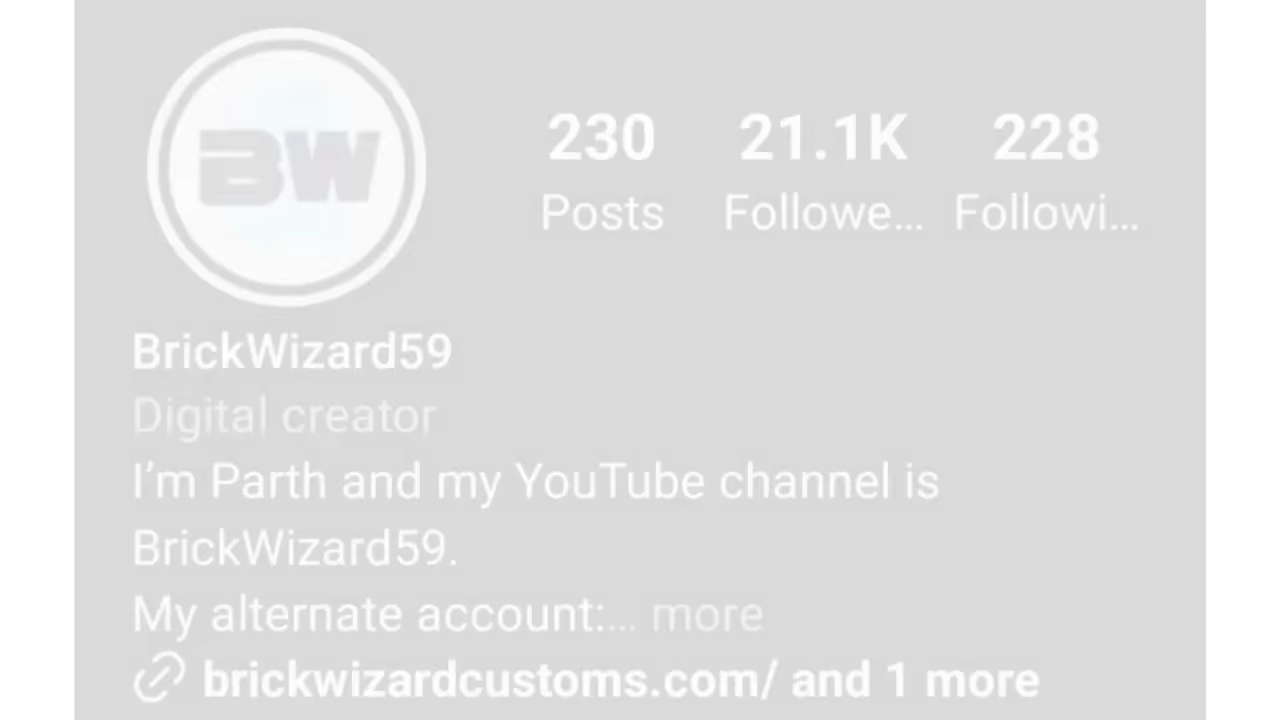 BW
230 21.1K 228
Posts Followe... Followi...
BrickWizard59
Digital creator
I’m Parth and my YouTube channel is
BrickWizard59.
My alternate account:... more
brickwizardcustoms.com/ and 1 more